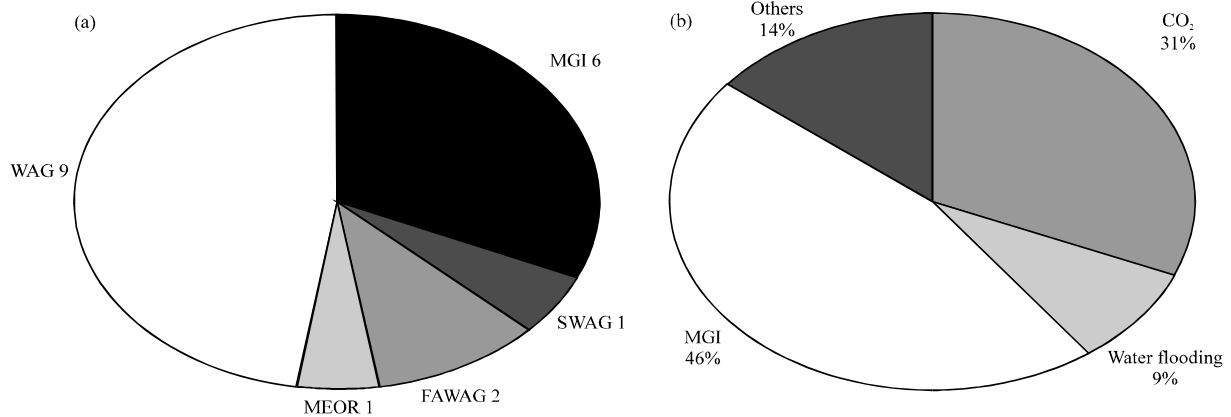 (a)
MGI 6
WAG 9
SWAG 1
FAWAG 2
MEOR 1
(b)
Others
14%
CO₂
31%
MGI
46%
Water flooding
9%